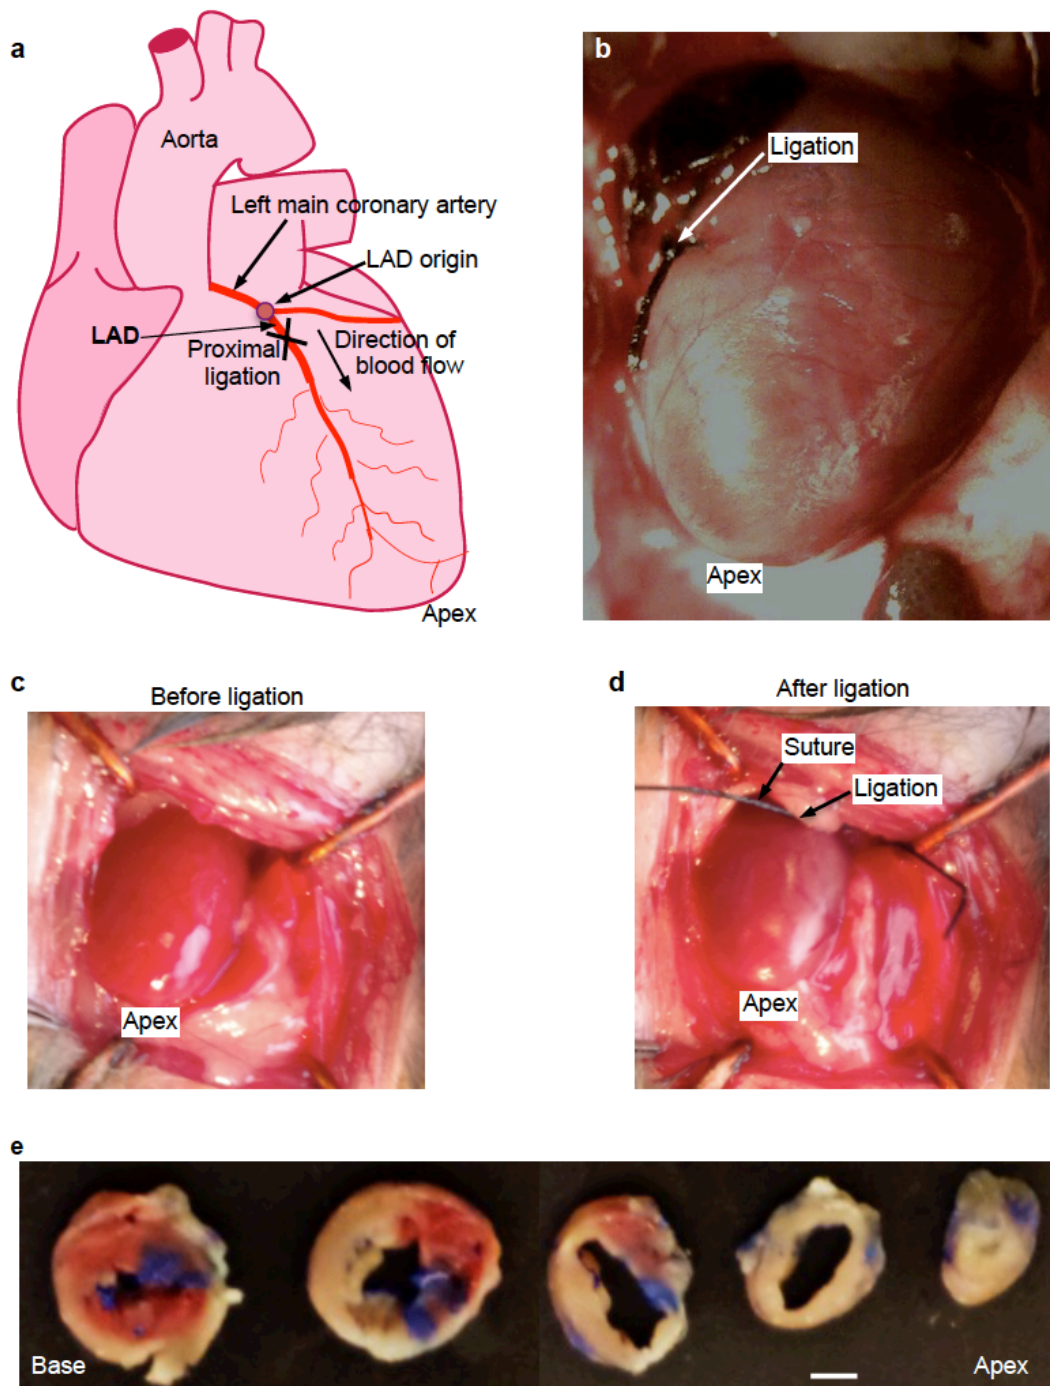 a
Aorta
Left main coronary artery
LAD origin
LAD
Proximal
ligation
Direction of
blood flow
Apex
b
Ligation
Apex
c
Before ligation
Apex
d
After ligation
Suture
Ligation
Apex
e
Base
Apex